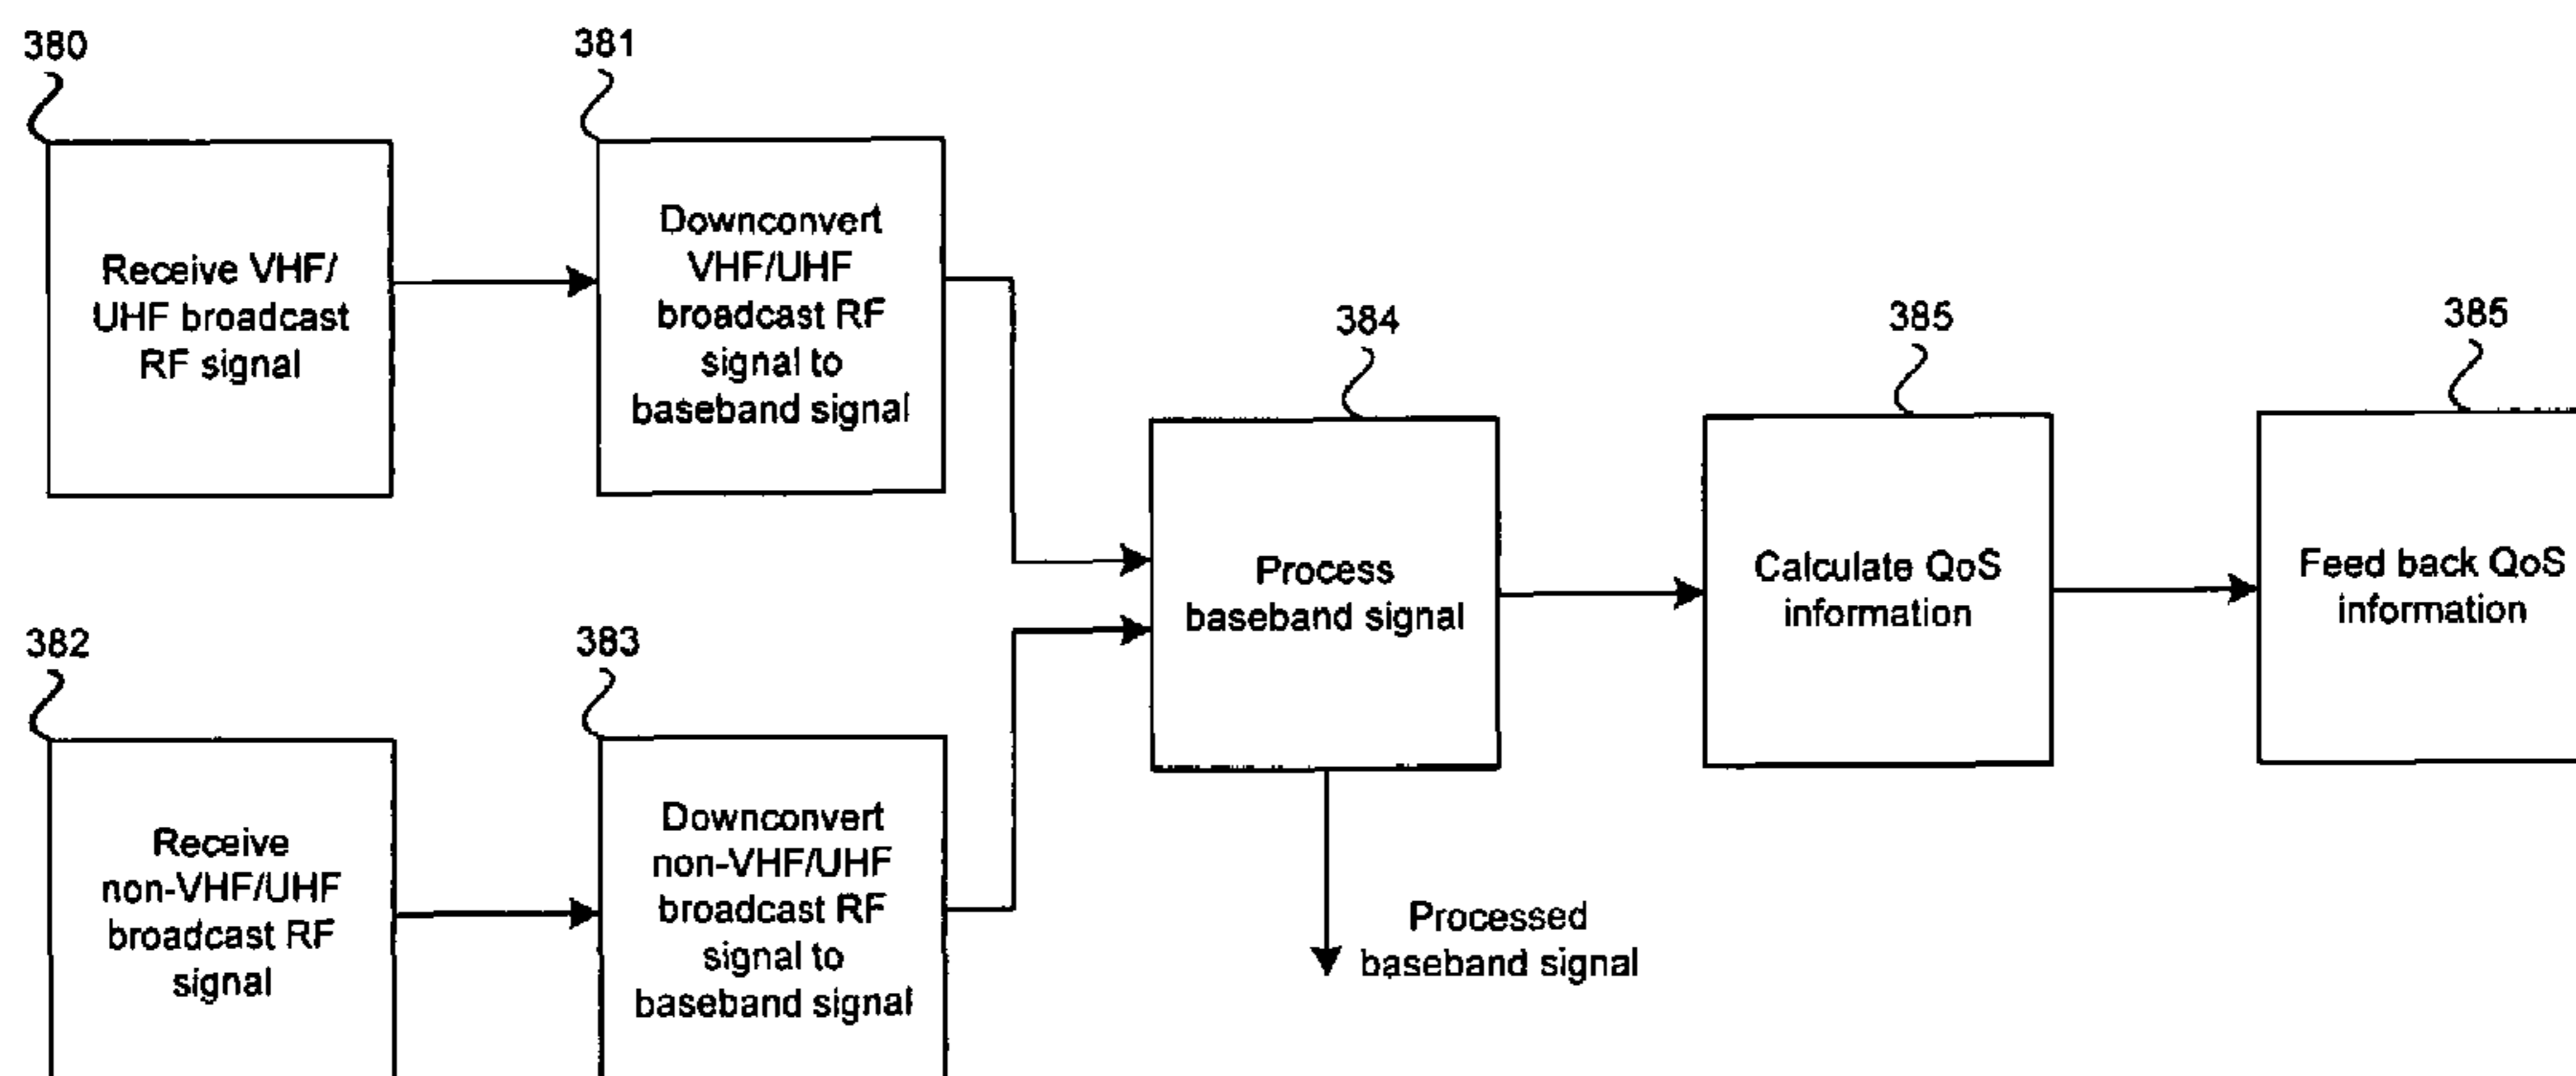 380
Receive VHF/
UHF broadcast
RF signal
381
Downconvert
VHF/UHF
broadcast RF
signal to
baseband signal
382
Receive
non-VHF/UHF
broadcast RF
signal
383
Downconvert
non-VHF/UHF
broadcast RF
signal to
baseband signal
384
Process
baseband signal
Processed
baseband signal
385
Calculate QoS
information
385
Feed back QoS
information